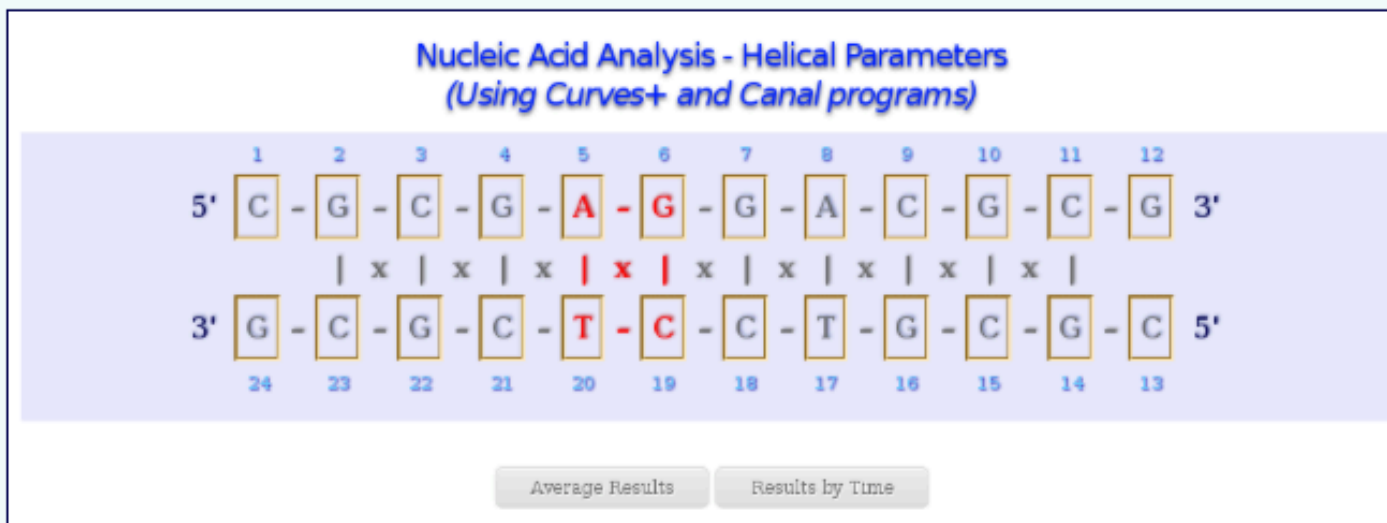 Nucleic Acid Analysis - Helical Parameters
(Using Curves+ and Canal programs)
1 2 3 4 5 6 7 8 9 10 11 12
5' C - G - C - G - A - G - G - A - C - G - C - G 3'
| x | x | x | x | x | x | x | x | x |
3' G - C - G - C - T - C - C - T - G - C - G - C 5'
24 23 22 21 20 19 18 17 16 15 14 13
Average Results Results by Time